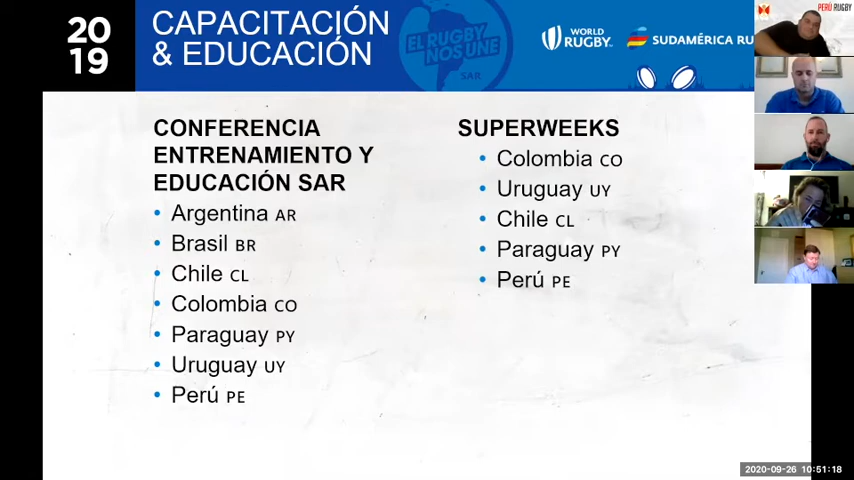 20
19
CAPACITACIÓN
& EDUCACIÓN
EL RUGBY
NOS UNE
SAR
WORLD
RUGBY
SUDAMÉRICA RU
PERÚ RUGBY
CONFERENCIA
ENTRENAMIENTO Y
EDUCACIÓN SAR
• Argentina AR
• Brasil BR
• Chile CL
• Colombia CO
• Paraguay PY
• Uruguay UY
• Perú PE
SUPERWEEKS
• Colombia CO
• Uruguay UY
• Chile CL
• Paraguay PY
• Perú PE
2020-09-26 10:51:18